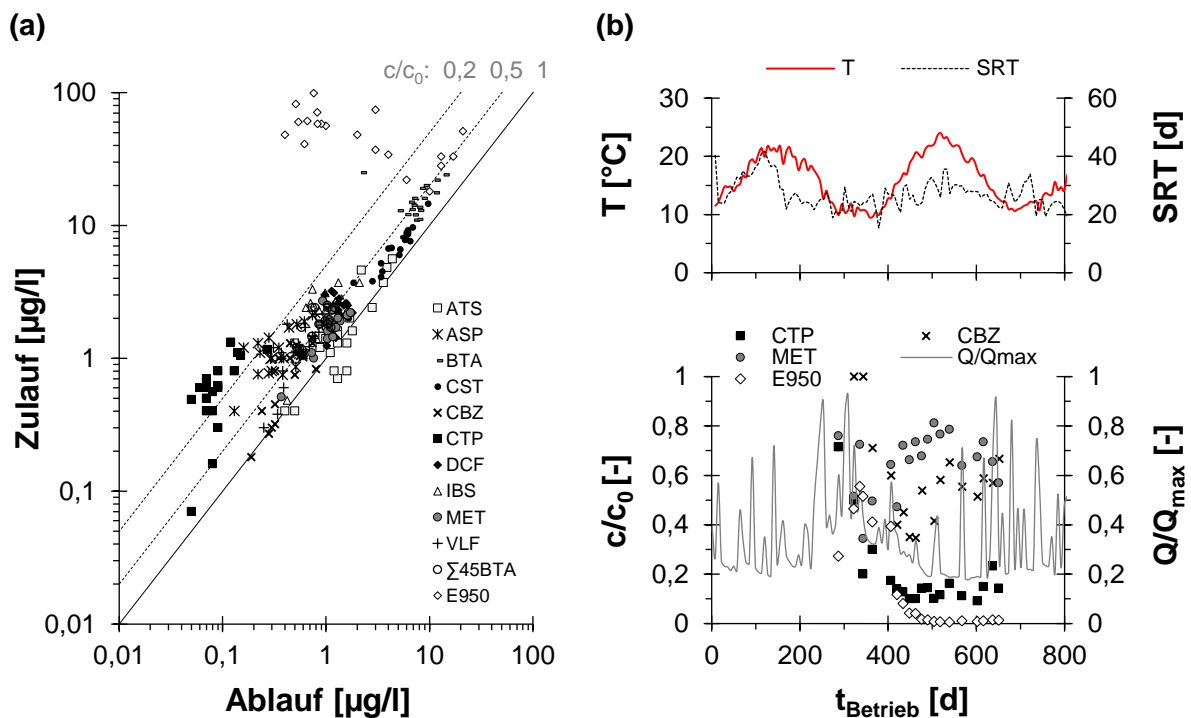 (a)
c/c0: 0,2 0,5 1
100
10
1
0,1
0,01
0,01 0,1 1 10 100
Zulauf [µg/l]
Ablauf [µg/l]
ATS
ASP
BTA
CST
CBZ
CTP
DCF
IBS
MET
VLF
∑45BTA
E950
(b)
T SRT
30 60
20 40
10 20
0 0
T [°C]
SRT [d]
CTP CBZ
MET Q/Qmax
E950
1 1
0,8 0,8
0,6 0,6
0,4 0,4
0,2 0,2
0 0
0 200 400 600 800
c/c0 [-]
Q/Qmax [-]
tBetrieb [d]